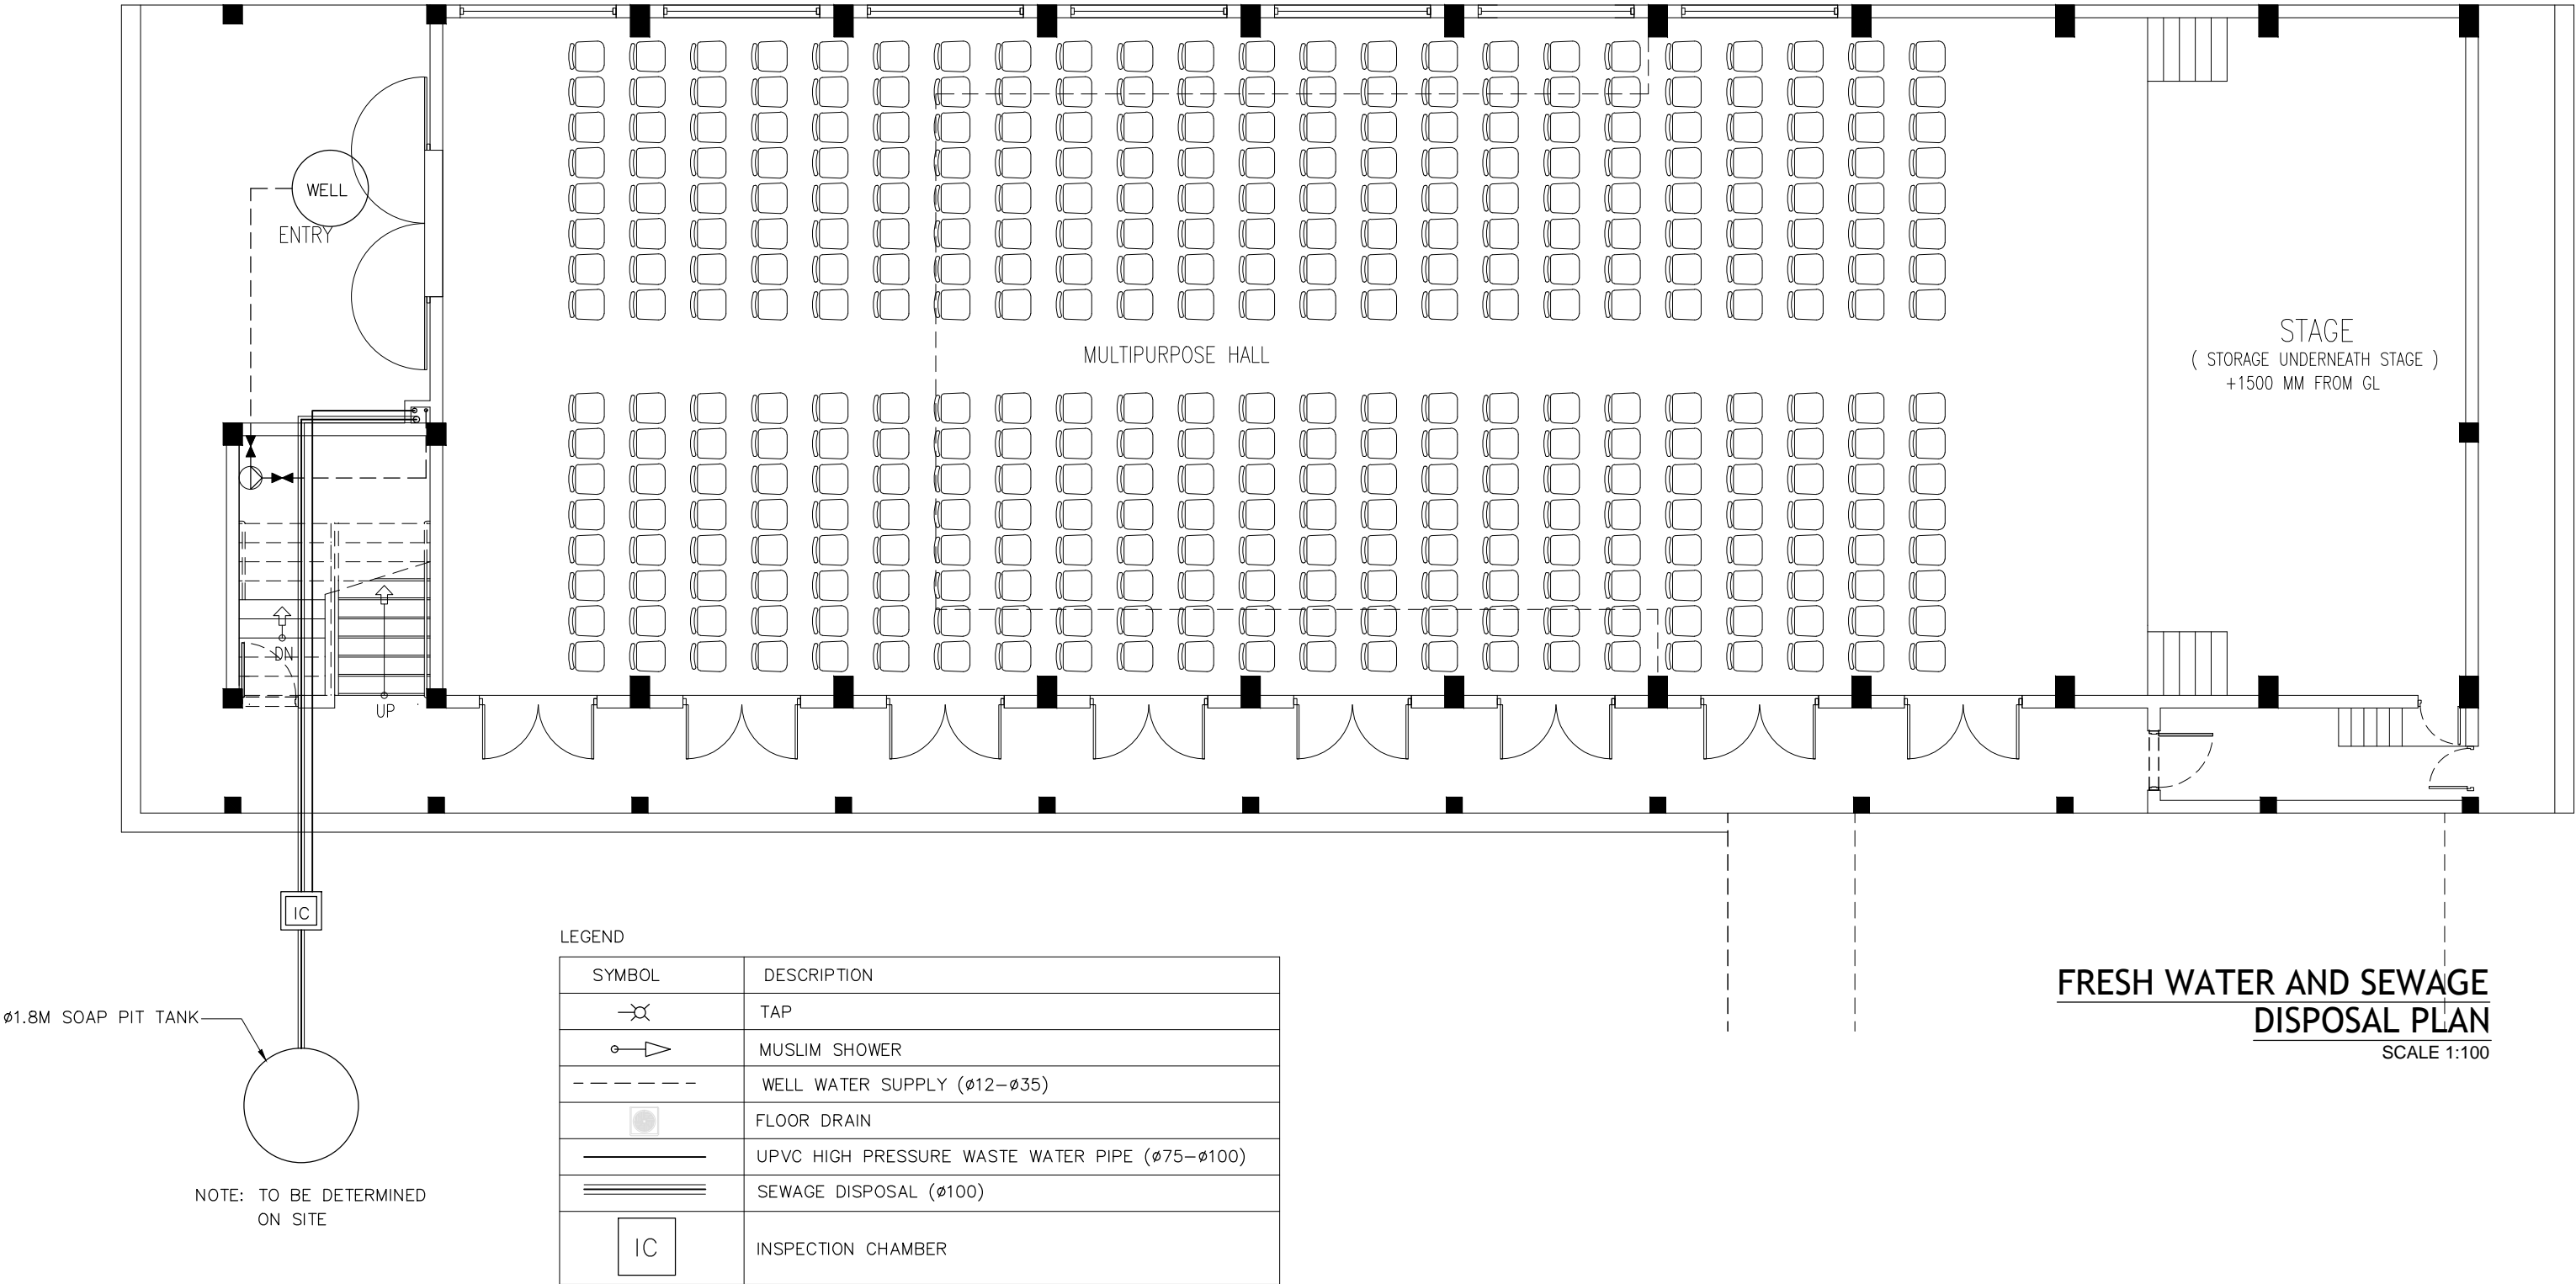 WELL
ENTRY
MULTIPURPOSE HALL
STAGE
( STORAGE UNDERNEATH STAGE )
+1500 MM FROM GL
DN
UP
IC
ø1.8M SOAP PIT TANK
NOTE: TO BE DETERMINED
ON SITE
LEGEND
SYMBOL DESCRIPTION
TAP
MUSLIM SHOWER
WELL WATER SUPPLY (ø12-ø35)
FLOOR DRAIN
UPVC HIGH PRESSURE WASTE WATER PIPE (ø75-ø100)
SEWAGE DISPOSAL (ø100)
IC INSPECTION CHAMBER
FRESH WATER AND SEWAGE
DISPOSAL PLAN
SCALE 1:100